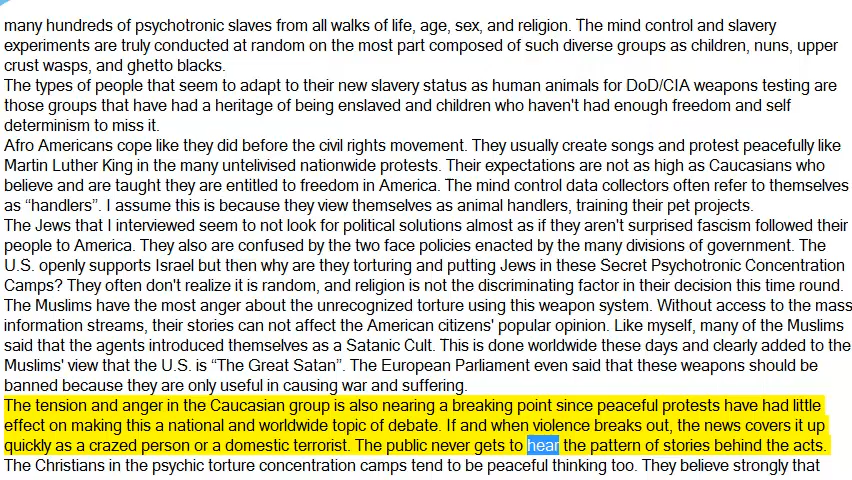 many hundreds of psychotronic slaves from all walks of life, age, sex, and religion. The mind control and slavery
experiments are truly conducted at random on the most part composed of such diverse groups as children, nuns, upper
crust wasps, and ghetto blacks.
The types of people that seem to adapt to their new slavery status as human animals for DoD/CIA weapons testing are
those groups that have had a heritage of being enslaved and children who haven't had enough freedom and self
determinism to miss it.
Afro Americans cope like they did before the civil rights movement. They usually create songs and protest peacefully like
Martin Luther King in the many untelivised nationwide protests. Their expectations are not as high as Caucasians who
believe and are taught they are entitled to freedom in America. The mind control data collectors often refer to themselves
as “handlers”. I assume this is because they view themselves as animal handlers, training their pet projects.
The Jews that I interviewed seem to not look for political solutions almost as if they aren't surprised fascism followed their
people to America. They also are confused by the two face policies enacted by the many divisions of government. The
U.S. openly supports Israel but then why are they torturing and putting Jews in these Secret Psychotronic Concentration
Camps? They often don't realize it is random, and religion is not the discriminating factor in their decision this time round.
The Muslims have the most anger about the unrecognized torture using this weapon system. Without access to the mass
information streams, their stories can not affect the American citizens' popular opinion. Like myself, many of the Muslims
said that the agents introduced themselves as a Satanic Cult. This is done worldwide these days and clearly added to the
Muslims' view that the U.S. is “The Great Satan”. The European Parliament even said that these weapons should be
banned because they are only useful in causing war and suffering.
The tension and anger in the Caucasian group is also nearing a breaking point since peaceful protests have had little
effect on making this a national and worldwide topic of debate. If and when violence breaks out, the news covers it up
quickly as a crazed person or a domestic terrorist. The public never gets to hear the pattern of stories behind the acts.
The Christians in the psychic torture concentration camps tend to be peaceful thinking too. They believe strongly that